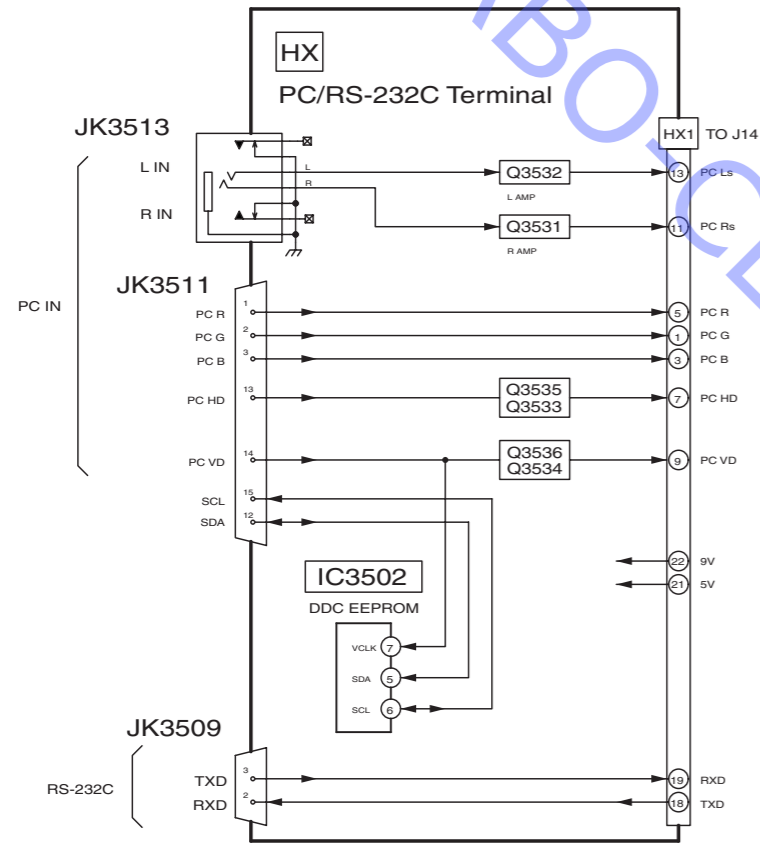 HX
PC/RS-232C Terminal
JK3513
HX1 TO J14
L IN
L
Q3532
13 PC Ls
L AMP
R
R IN
Q3531
11 PC Rs
R AMP
JK3511
PC IN
PC R 1
5 PC R
PC G 2
1 PC G
PC B 3
3 PC B
PC HD 13
Q3535
Q3533
7 PC HD
PC VD 14
Q3536
Q3534
9 PC VD
SCL 15
SDA 12
22 9V
21 5V
IC3502
DDC EEPROM
VCLK 7
SDA 5
SCL 6
JK3509
RS-232C
TXD 3
19 RXD
RXD 2
18 TXD